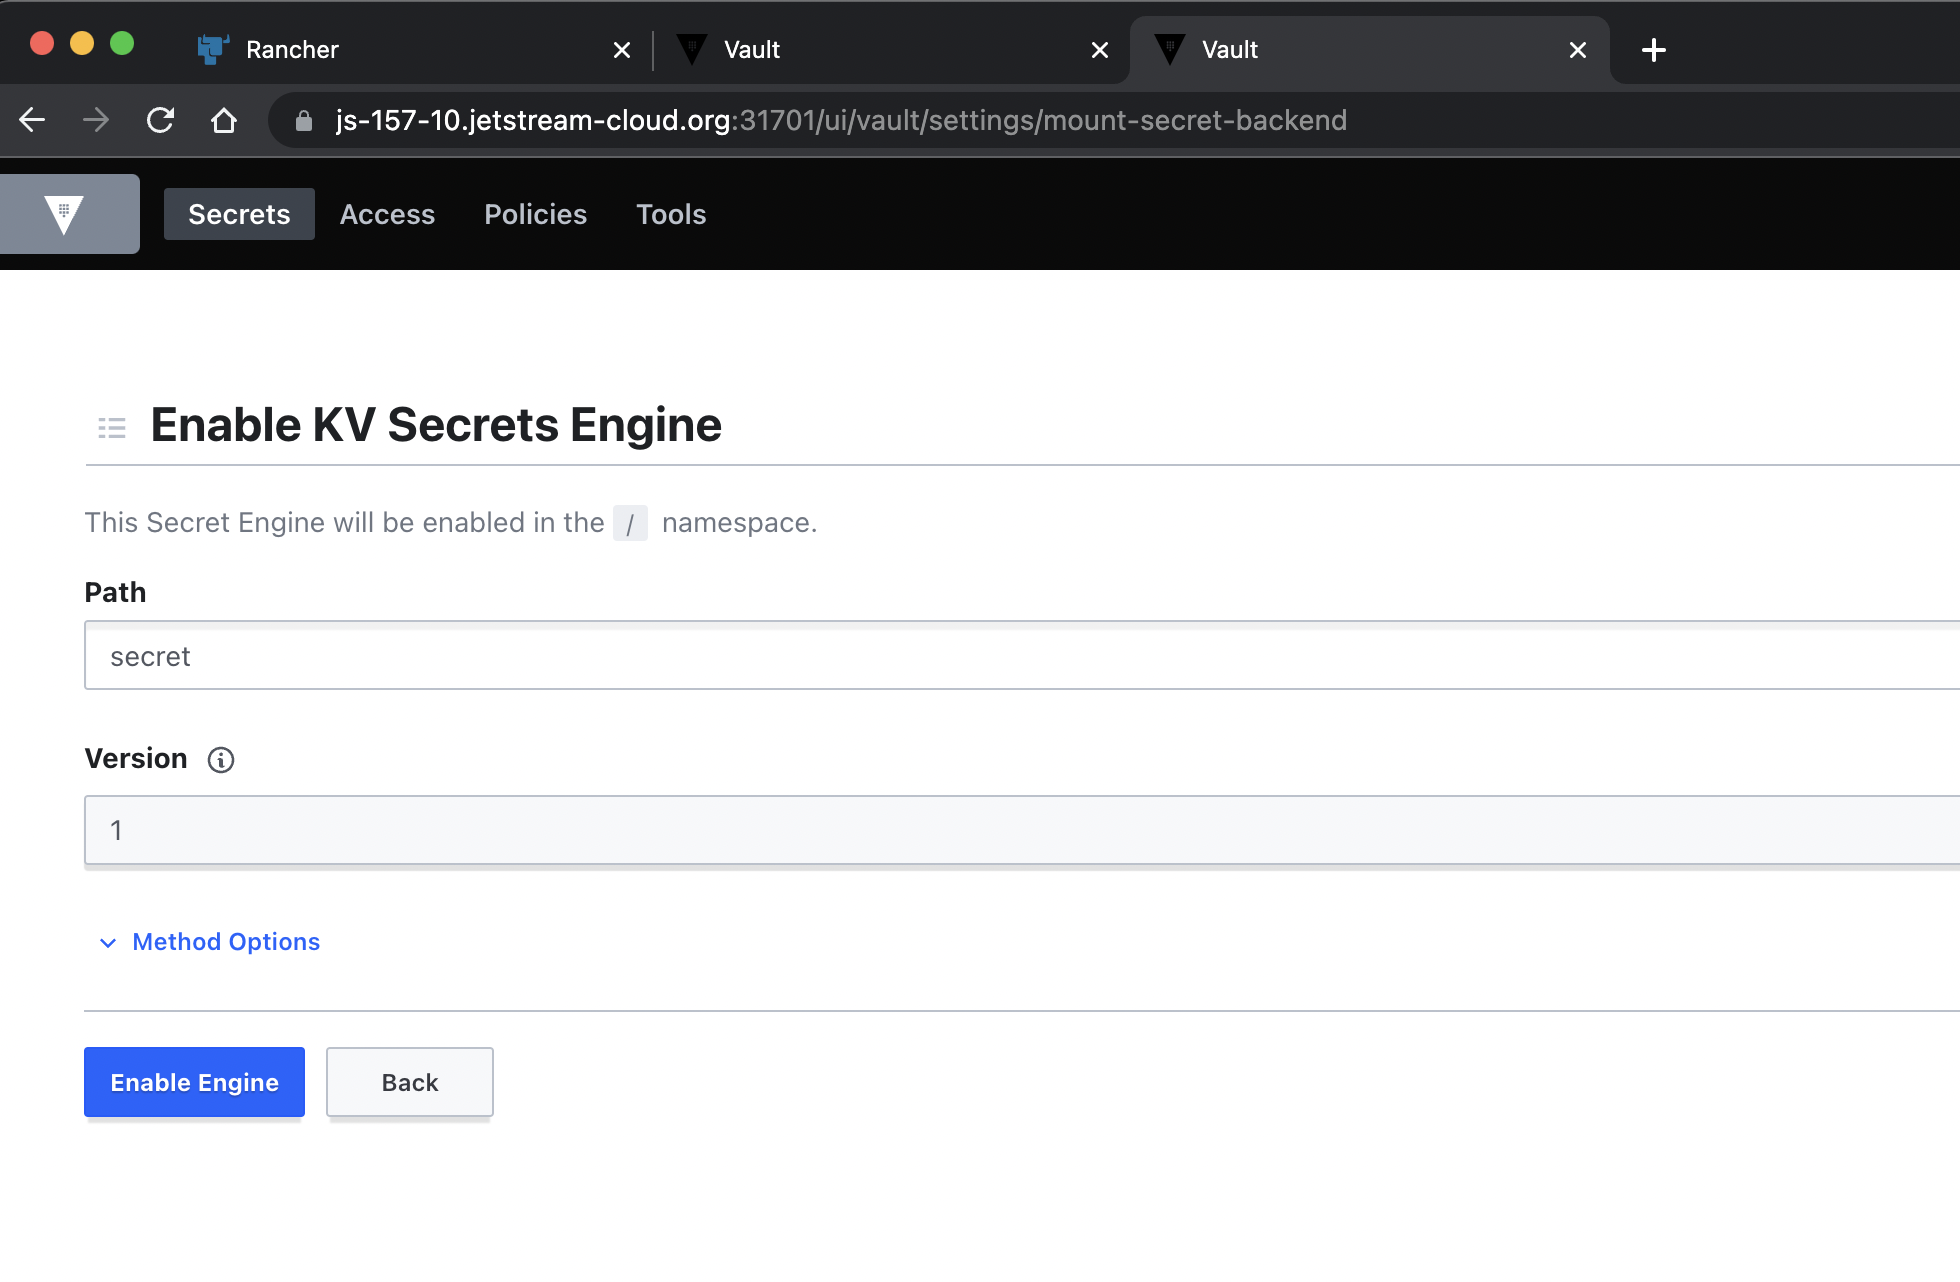 Rancher
Vault
Vault
js-157-10.jetstream-cloud.org:31701/ui/vault/settings/mount-secret-backend
Secrets Access Policies Tools
Enable KV Secrets Engine
This Secret Engine will be enabled in the / namespace.
Path
secret
Version
1
Method Options
Enable Engine
Back